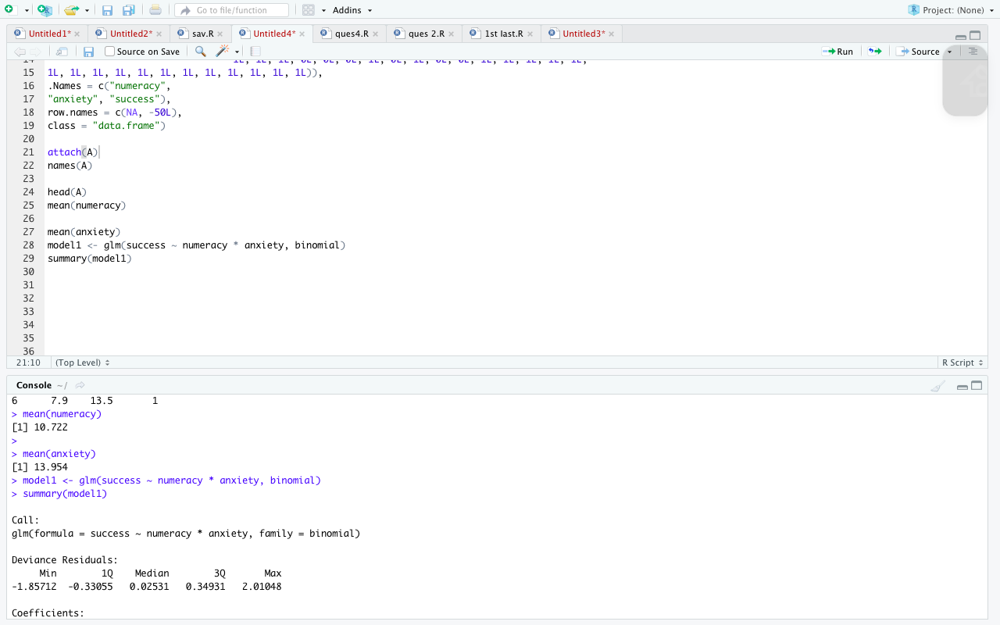 Go to file/function
Addins
Project: (None)
Untitled1*
Untitled2*
sav.R
Untitled4*
ques4.R
ques 2.R
1st last.R
Untitled3*
Source on Save
Run
Source
15 1L, 1L, 1L, 1L, 1L, 1L, 1L, 1L, 1L, 1L, 1L, 1L)),
16 .Names = c("numeracy",
17 "anxiety", "success"),
18 row.names = c(NA, -50L),
19 class = "data.frame")
20
21 attach(A)
22 names(A)
23
24 head(A)
25 mean(numeracy)
26
27 mean(anxiety)
28 model1 <- glm(success ~ numeracy * anxiety, binomial)
29 summary(model1)
30
31
32
33
34
35
36
21:10 (Top Level) R Script
Console ~/
6      7.9    13.5       1
> mean(numeracy)
[1] 10.722
>
> mean(anxiety)
[1] 13.954
> model1 <- glm(success ~ numeracy * anxiety, binomial)
> summary(model1)
Call:
glm(formula = success ~ numeracy * anxiety, family = binomial)
Deviance Residuals:
     Min        1Q    Median        3Q       Max
-1.85712  -0.33055   0.02531   0.34931   2.01048
Coefficients: